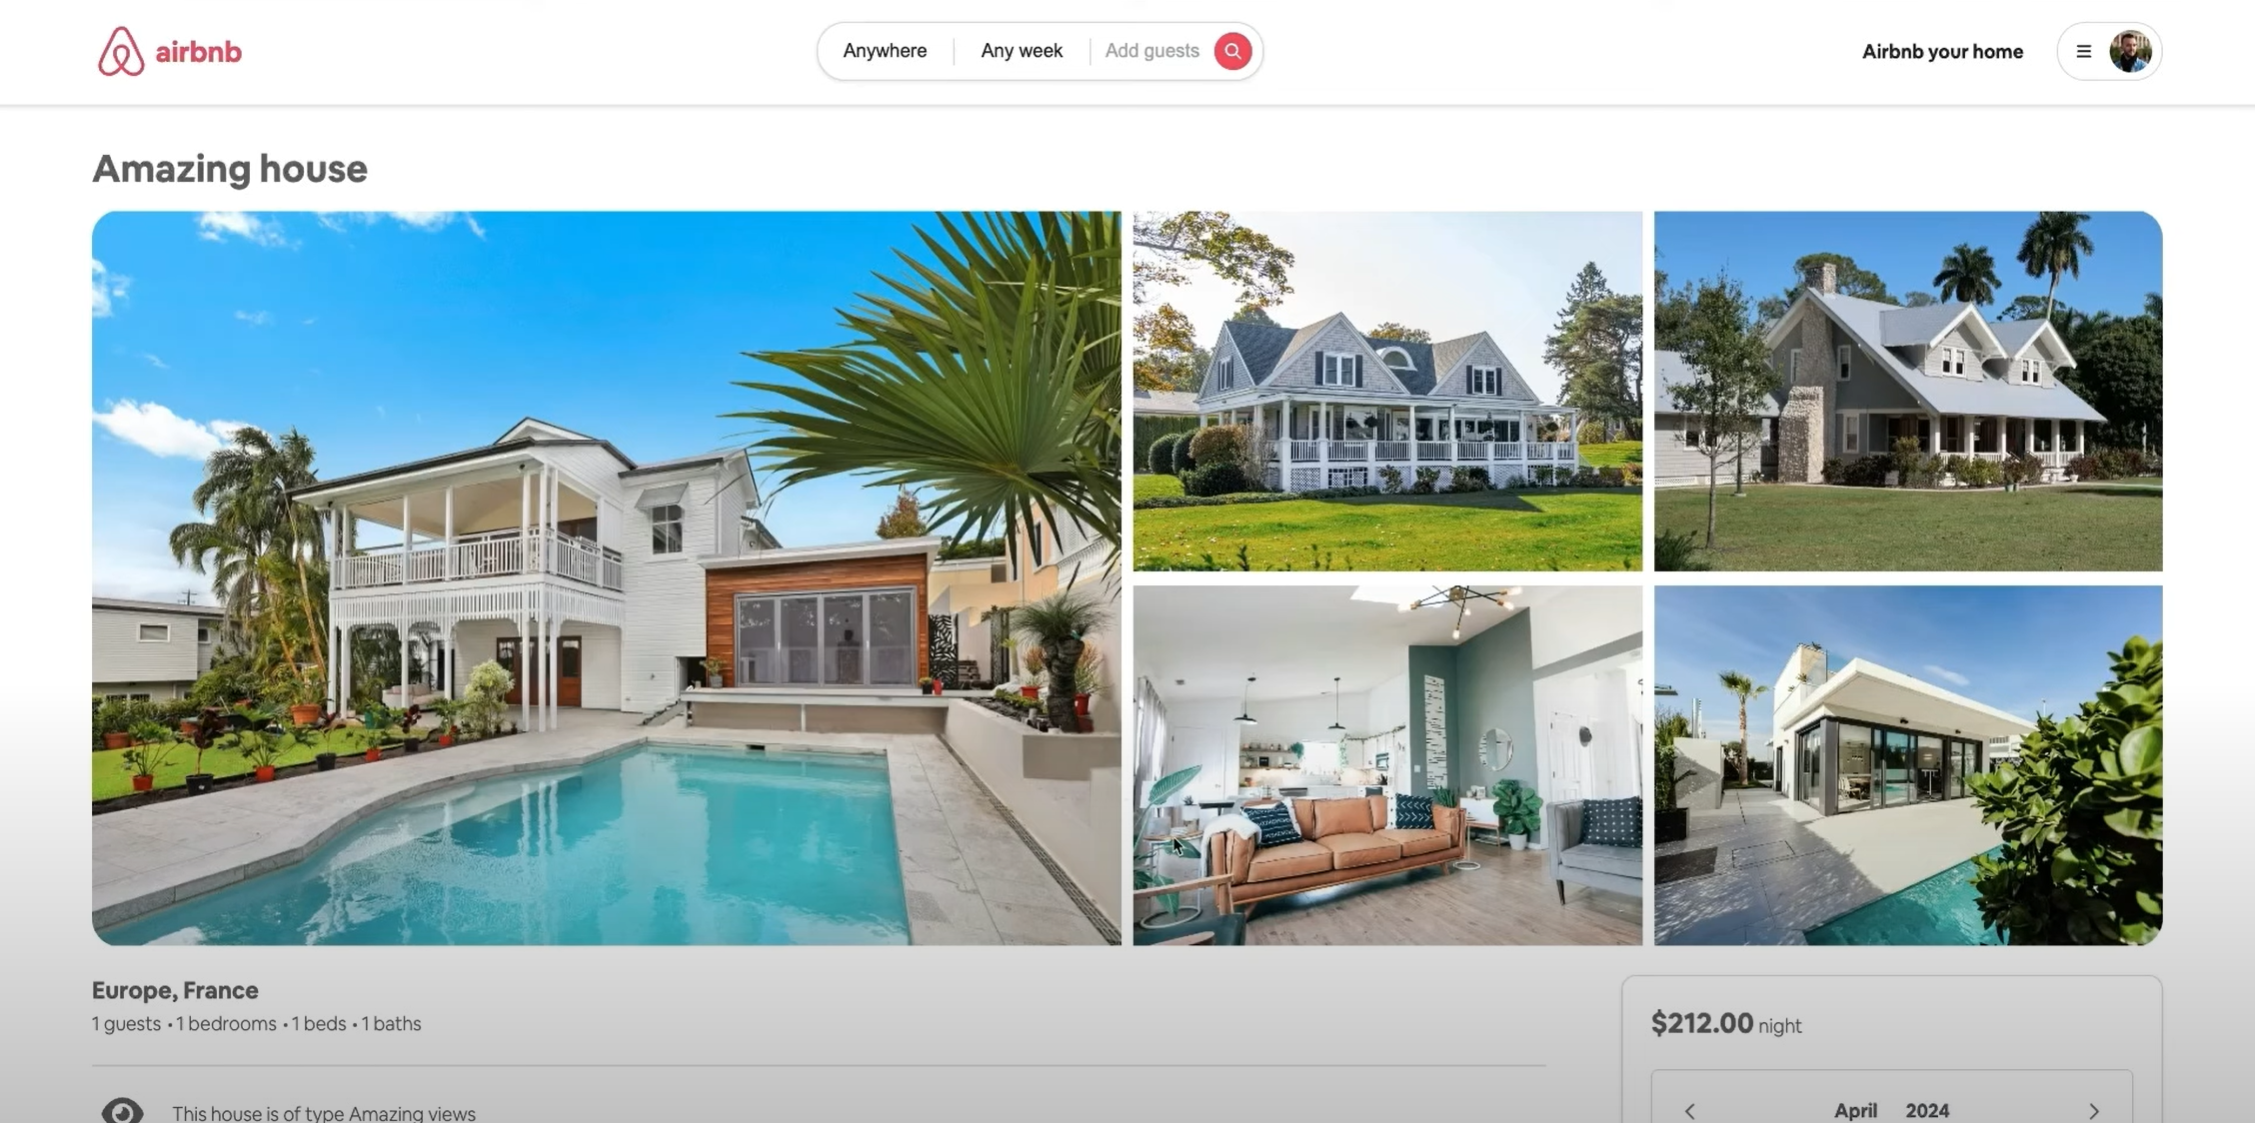 airbnb
Anywhere Any week Add guests
Airbnb your home
Amazing house
Europe, France
1 guests • 1 bedrooms • 1 beds • 1 baths
$212.00 night
This house is of type Amazing views
April 2024